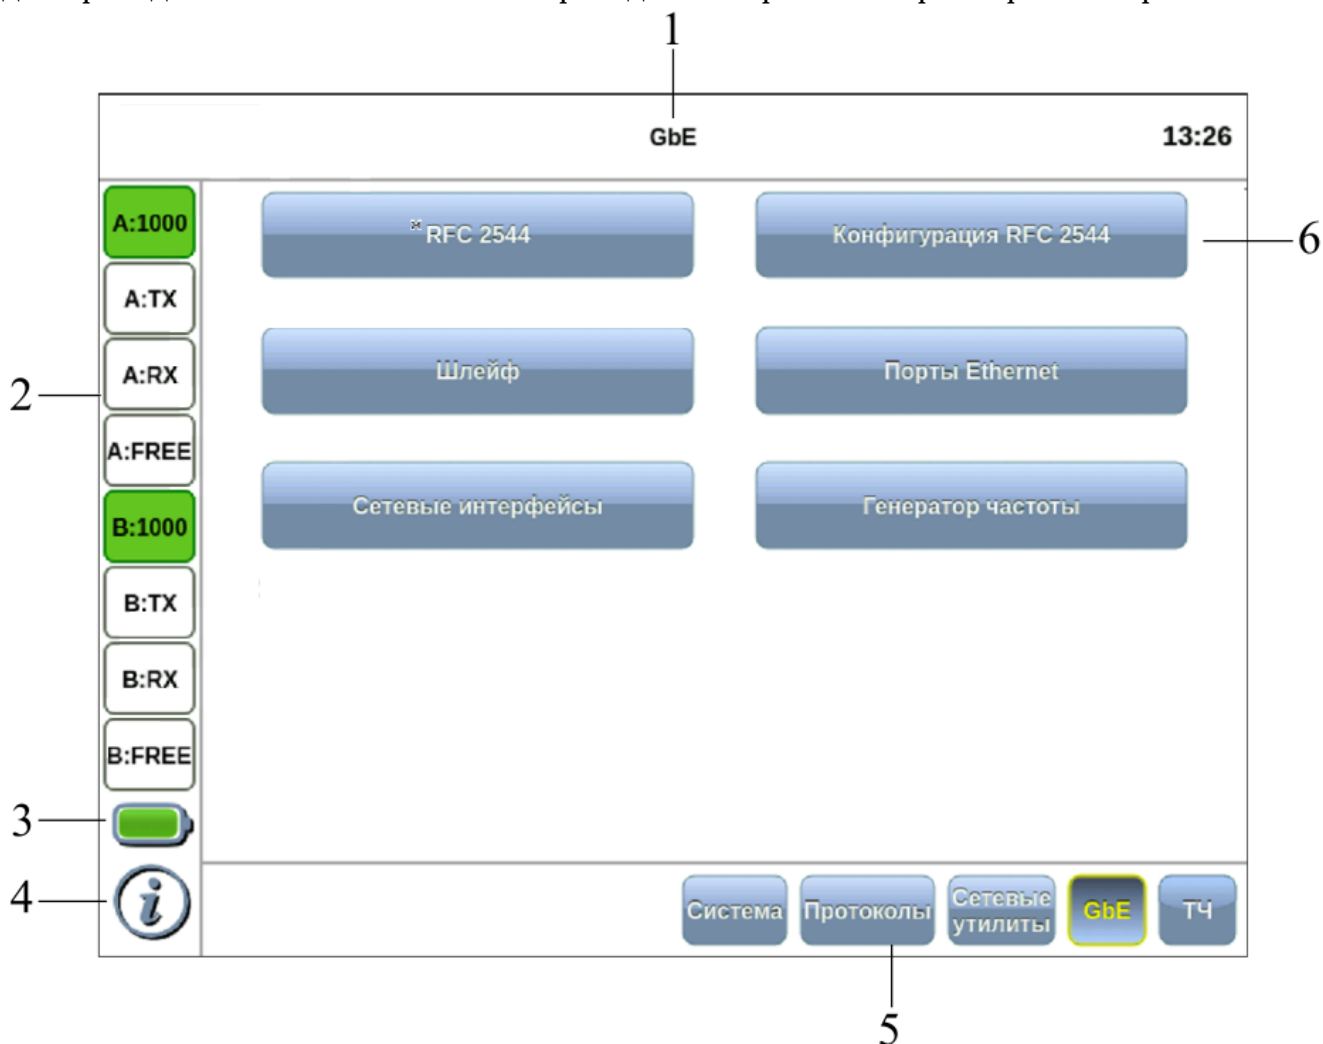 1
GbE
13:26
A:1000
RFC 2544
Конфигурация RFC 2544
6
A:TX
A:RX
Шлейф
Порты Ethernet
2
A:FREE
Сетевые интерфейсы
Генератор частоты
B:1000
B:TX
B:RX
B:FREE
3
4
Система
Протоколы
Сетевые
утилиты
GbE
ТЧ
5